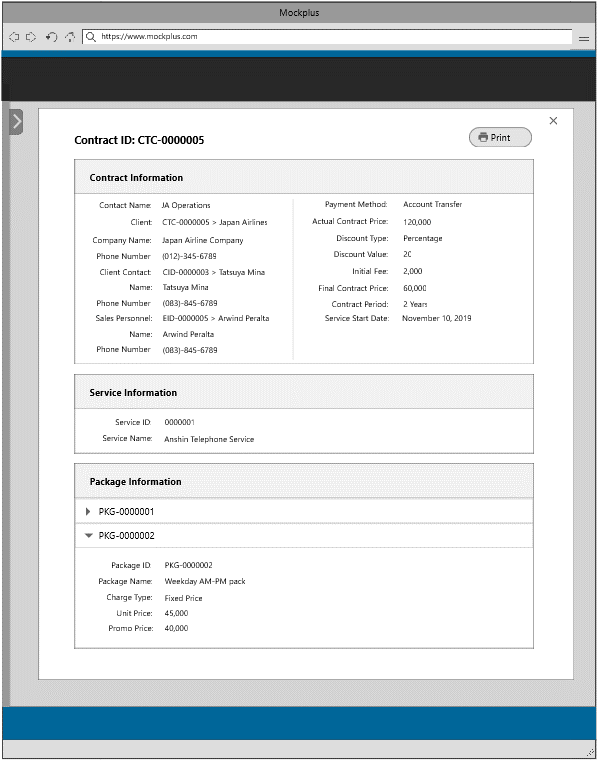 Mockplus
https://www.mockplus.com
Contract ID: CTC-0000005
Print
Contract Information
Contact Name: JA Operations
Client: CTC-0000005 > Japan Airlines
Company Name: Japan Airline Company
Phone Number (012)-345-6789
Client Contact: CID-0000003 > Tatsuya Mina
Name: Tatsuya Mina
Phone Number (083)-845-6789
Sales Personnel: EID-0000005 > Arwind Peralta
Name: Arwind Peralta
Phone Number (083)-845-6789
Payment Method: Account Transfer
Actual Contract Price: 120,000
Discount Type: Percentage
Discount Value: 20
Initial Fee: 2,000
Final Contract Price: 60,000
Contract Period: 2 Years
Service Start Date: November 10, 2019
Service Information
Service ID: 0000001
Service Name: Anshin Telephone Service
Package Information
PKG-0000001
PKG-0000002
Package ID: PKG-0000002
Package Name: Weekday AM-PM pack
Charge Type: Fixed Price
Unit Price: 45,000
Promo Price: 40,000